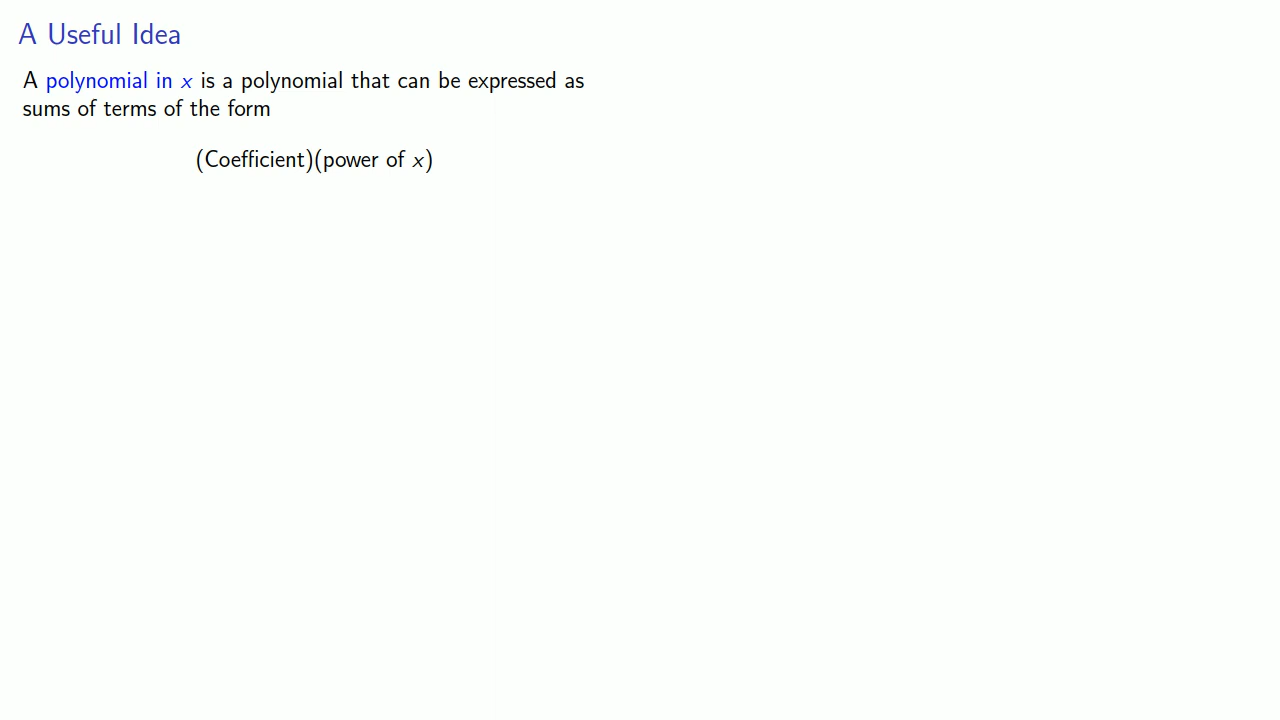 A Useful Idea
A polynomial in x is a polynomial that can be expressed as
sums of terms of the form
(Coefficient)(power of x)